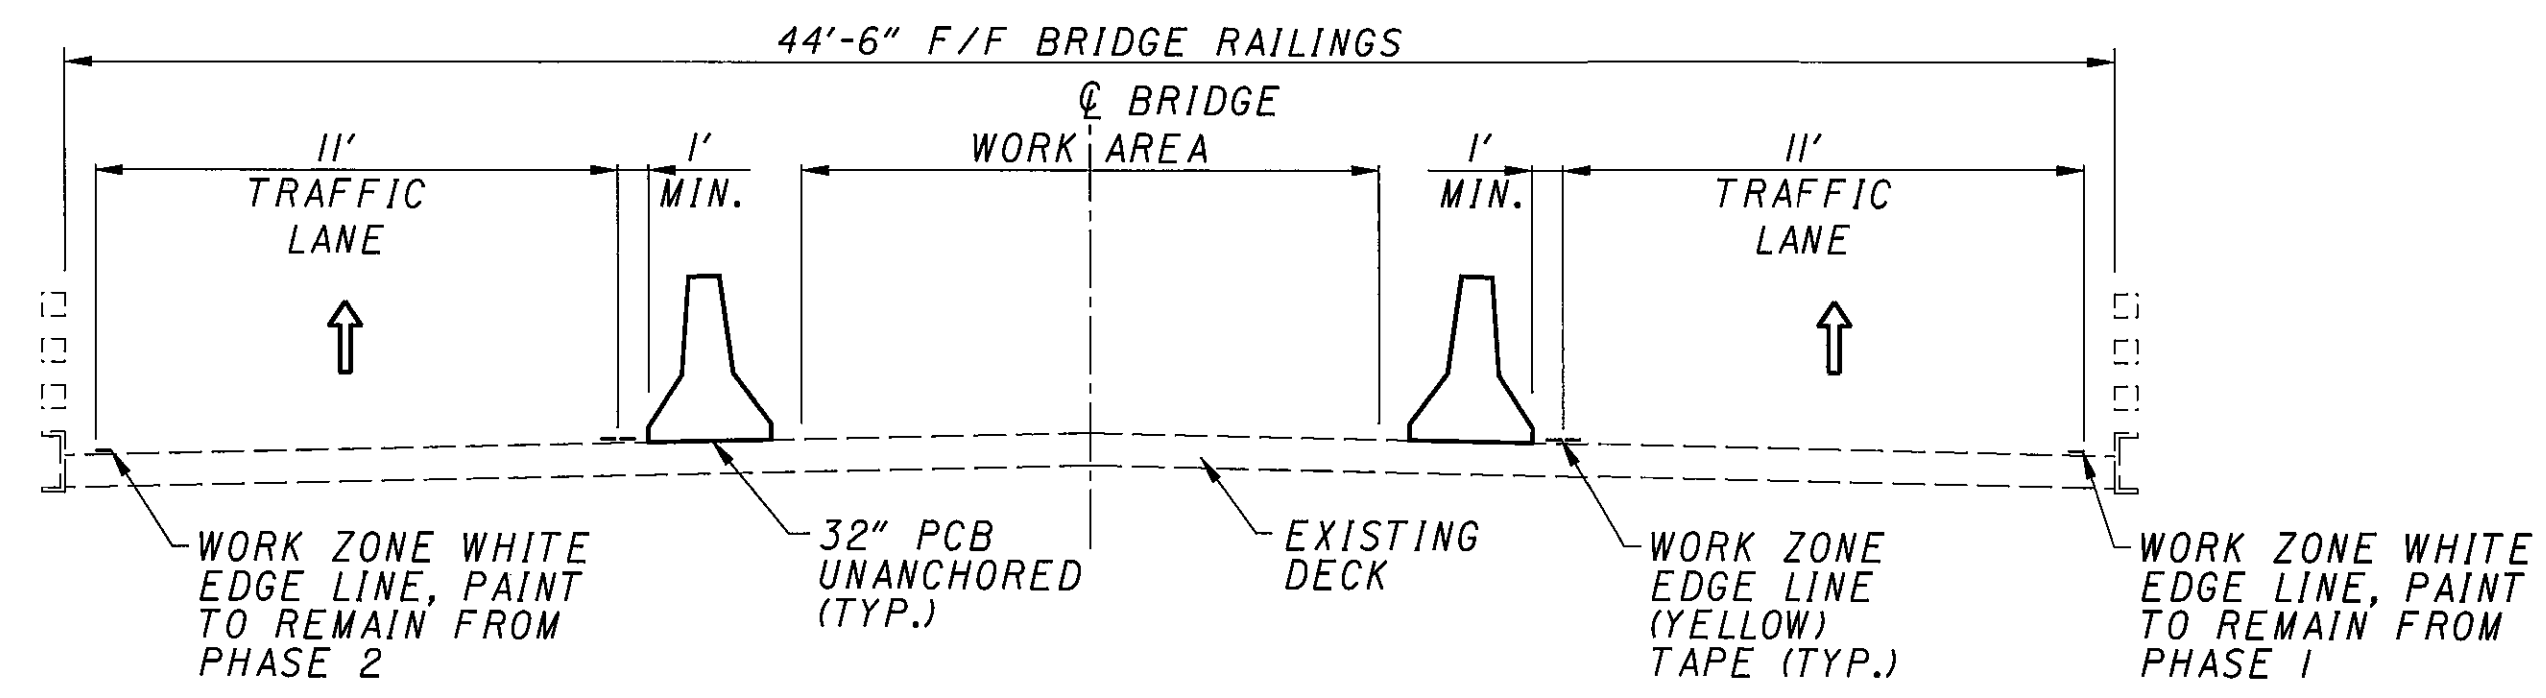 44'-6" F/F BRIDGE RAILINGS
℄ BRIDGE
11'
TRAFFIC
LANE
1'
MIN.
WORK AREA
1'
MIN.
11'
TRAFFIC
LANE
WORK ZONE WHITE
EDGE LINE, PAINT
TO REMAIN FROM
PHASE 2
32" PCB
UNANCHORED
(TYP.)
EXISTING
DECK
WORK ZONE
EDGE LINE
(YELLOW)
TAPE (TYP.)
WORK ZONE WHITE
EDGE LINE, PAINT
TO REMAIN FROM
PHASE 1